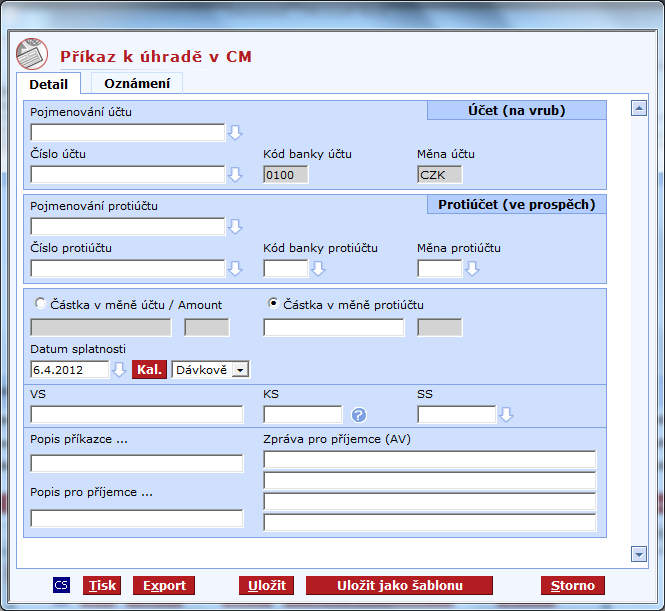 Příkaz k úhradě v CM
Detail Oznámení
Účet (na vrub)
Pojmenování účtu
Číslo účtu Kód banky účtu Měna účtu
0100 CZK
Protiúčet (ve prospěch)
Pojmenování protiúčtu
Číslo protiúčtu Kód banky protiúčtu Měna protiúčtu
Částka v měně účtu / Amount Částka v měně protiúčtu
Datum splatnosti
6.4.2012 Kal. Dávkově
VS KS SS
?
Popis příkazce ... Zpráva pro příjemce (AV)
Popis pro příjemce ...
CS Tisk Export Uložit Uložit jako šablonu Storno